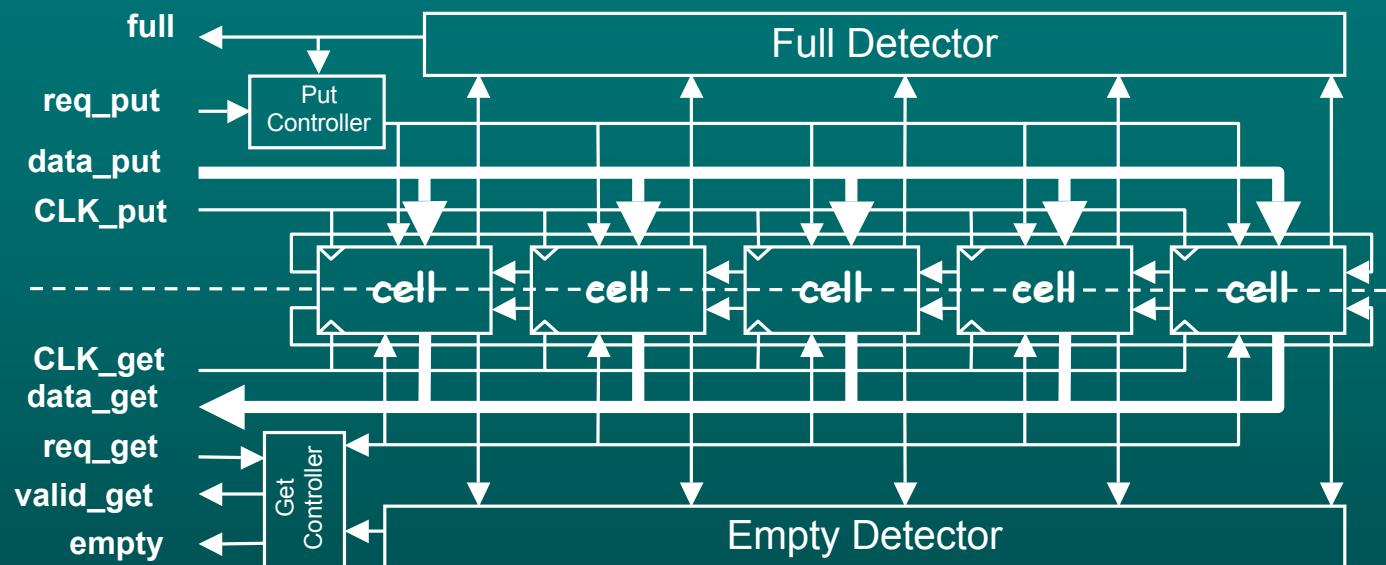 full
Full Detector
req_put
Put
Controller
data_put
CLK_put
cell cell cell cell cell
CLK_get
data_get
req_get
valid_get
Get
Controller
empty
Empty Detector